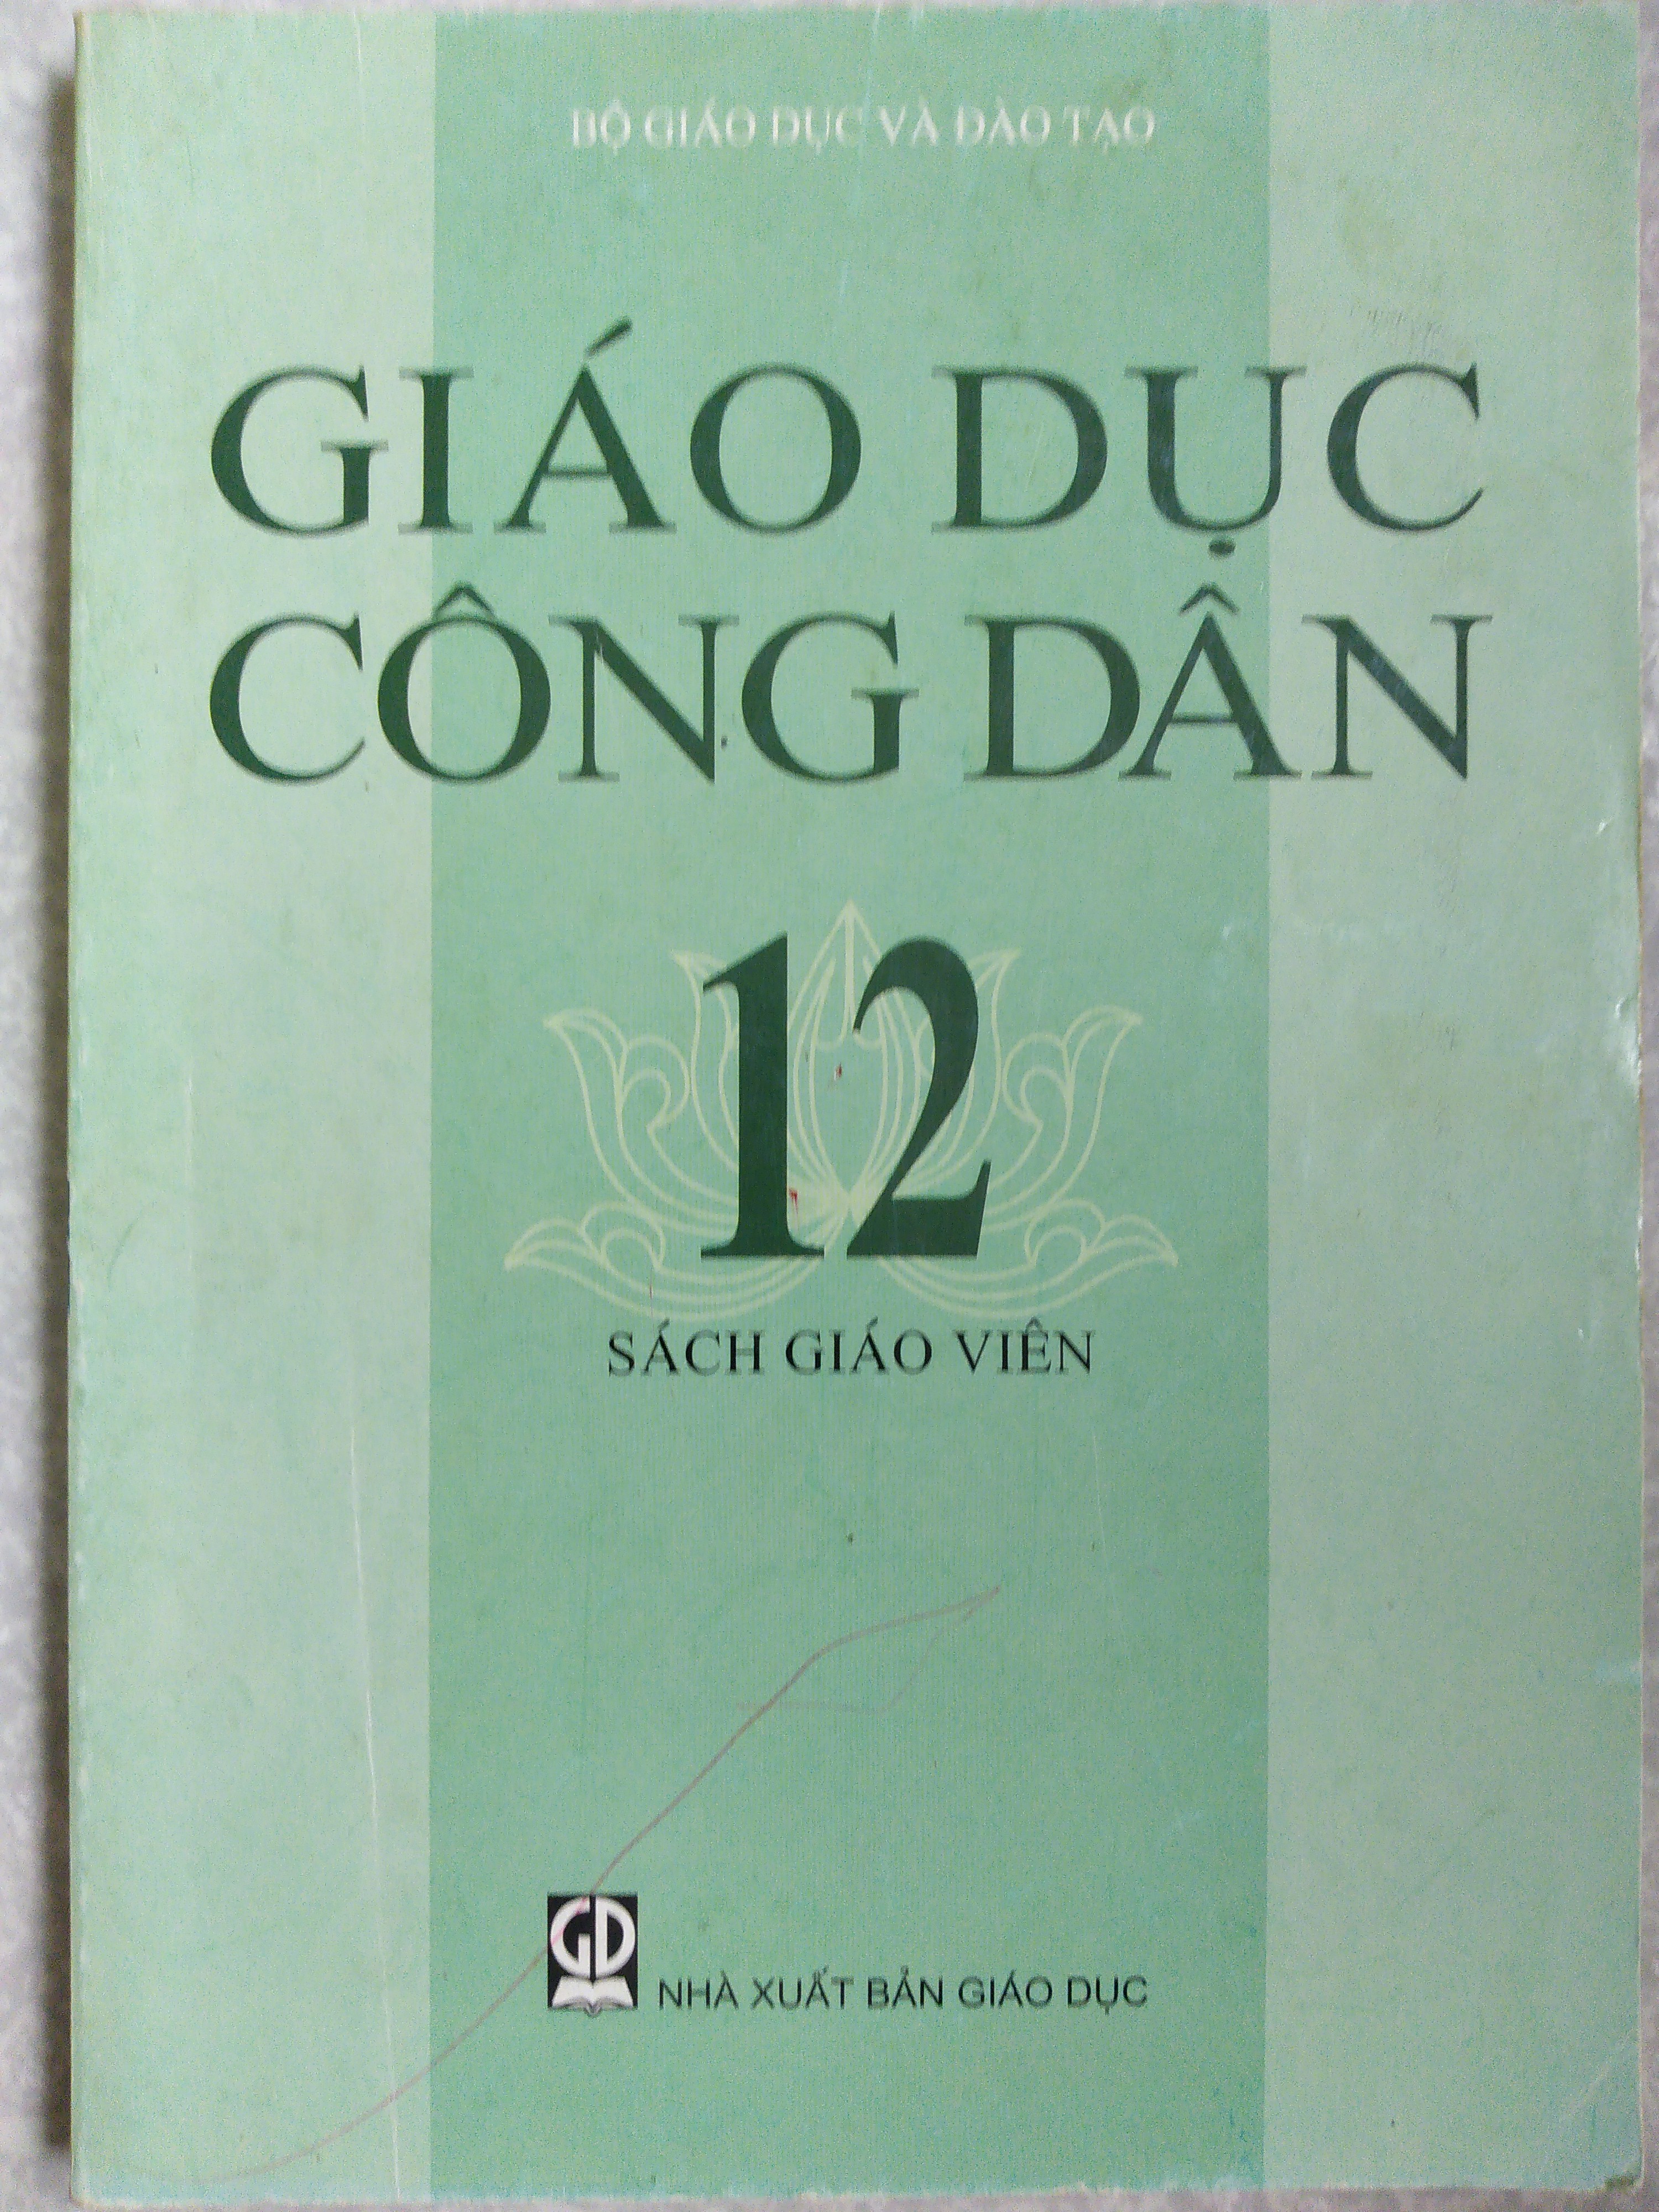 BỘ GIÁO DỤC VÀ ĐÀO TẠO
GIÁO DỤC
CÔNG DÂN
12
SÁCH GIÁO VIÊN
GD
NHÀ XUẤT BẢN GIÁO DỤC